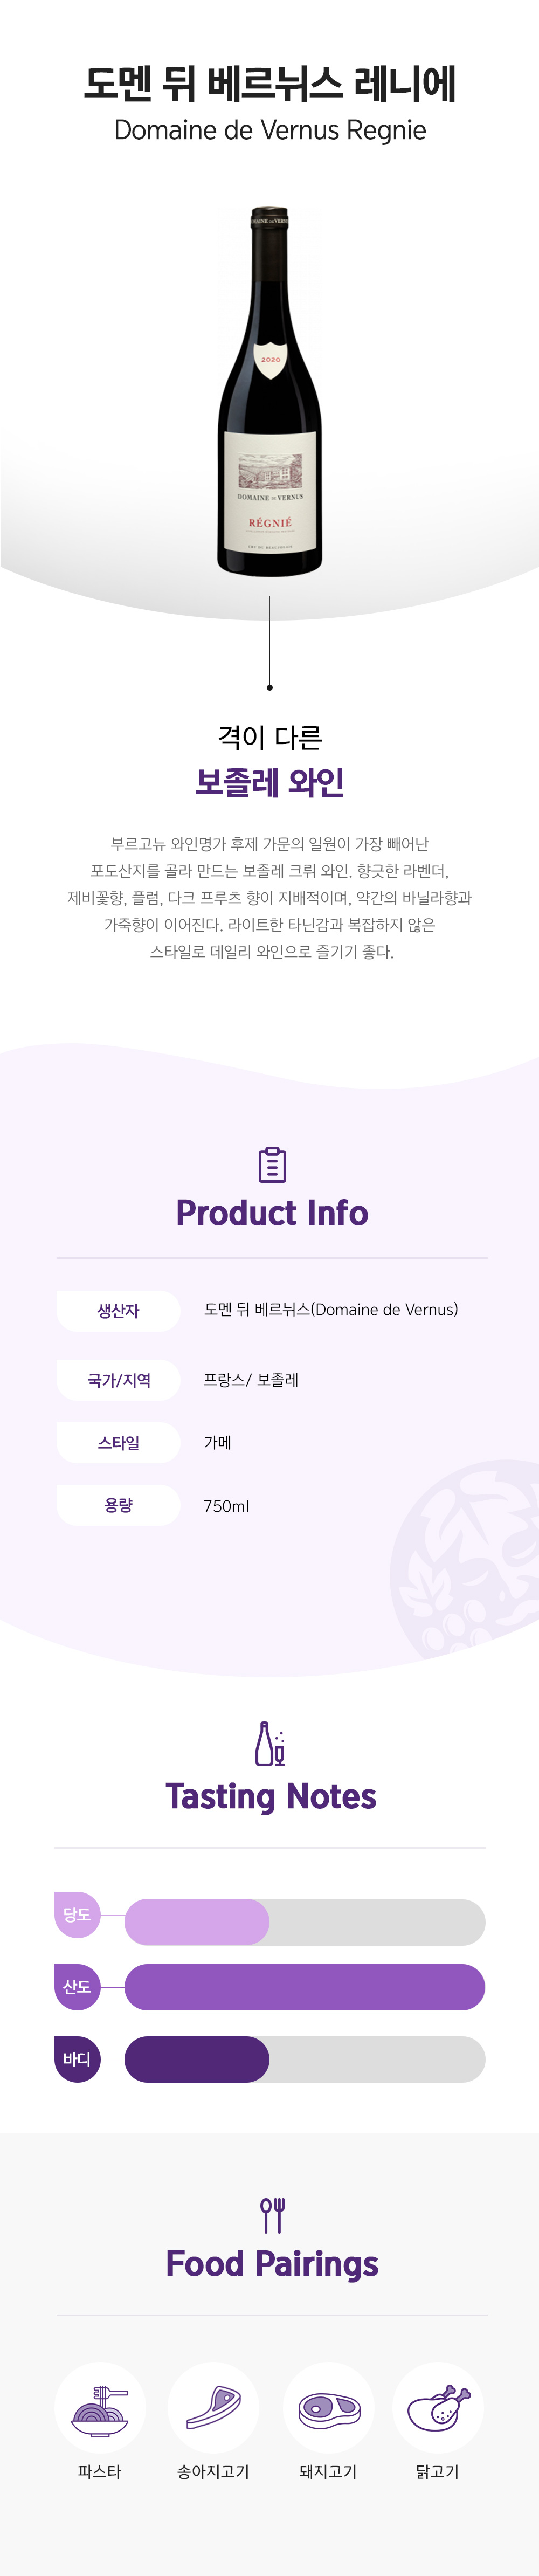 도멘 뒤 베르뉘스 레니에
Domaine de Vernus Regnie
2020
DOMAINE DE VERNUS
RÉGNIÉ
CRU DU BEAUJOLAIS
격이 다른
보졸레 와인
부르고뉴 와인명가 후제 가문의 일원이 가장 빼어난
포도산지를 골라 만드는 보졸레 크뤼 와인. 향긋한 라벤더,
제비꽃향, 플럼, 다크 프루츠 향이 지배적이며, 약간의 바닐라향과
가죽향이 이어진다. 라이트한 타닌감과 복잡하지 않은
스타일로 데일리 와인으로 즐기기 좋다.
Product Info
생산자 도멘 뒤 베르뉘스(Domaine de Vernus)
국가/지역 프랑스/ 보졸레
스타일 가메
용량 750ml
Tasting Notes
당도
산도
바디
Food Pairings
파스타 송아지고기 돼지고기 닭고기